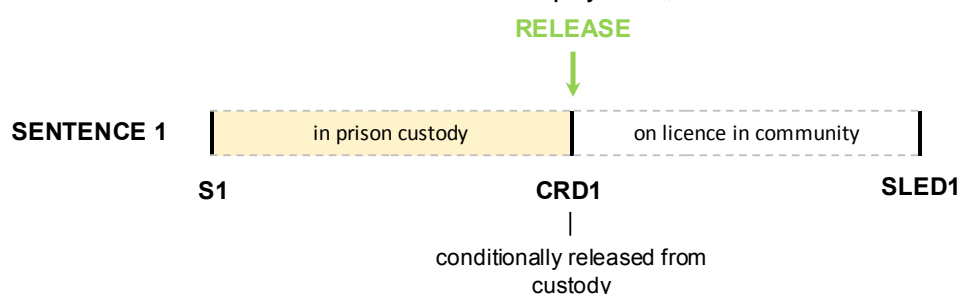 RELEASE
SENTENCE 1
in prison custody
on licence in community
S1
CRD1
SLED1
conditionally released from
custody